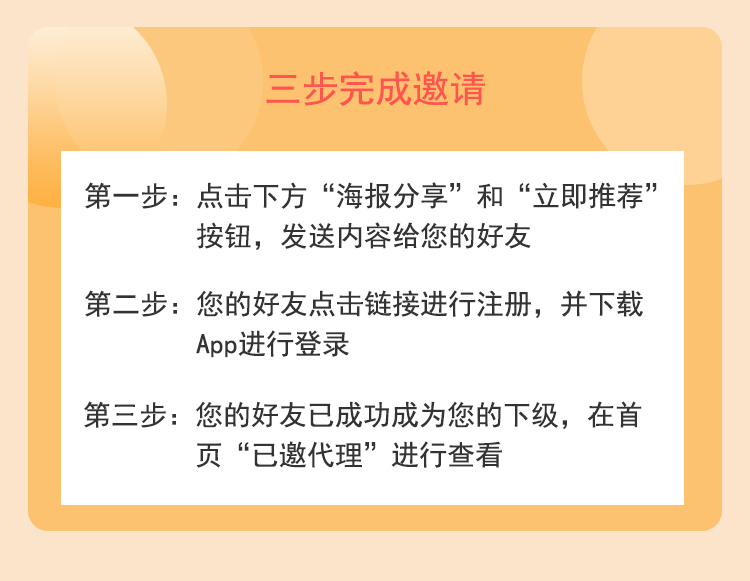 三步完成邀请
第一步：点击下方“海报分享”和“立即推荐”
按钮，发送内容给您的好友
第二步：您的好友点击链接进行注册，并下载
App进行登录
第三步：您的好友已成功成为您的下级，在首
页“已邀代理”进行查看